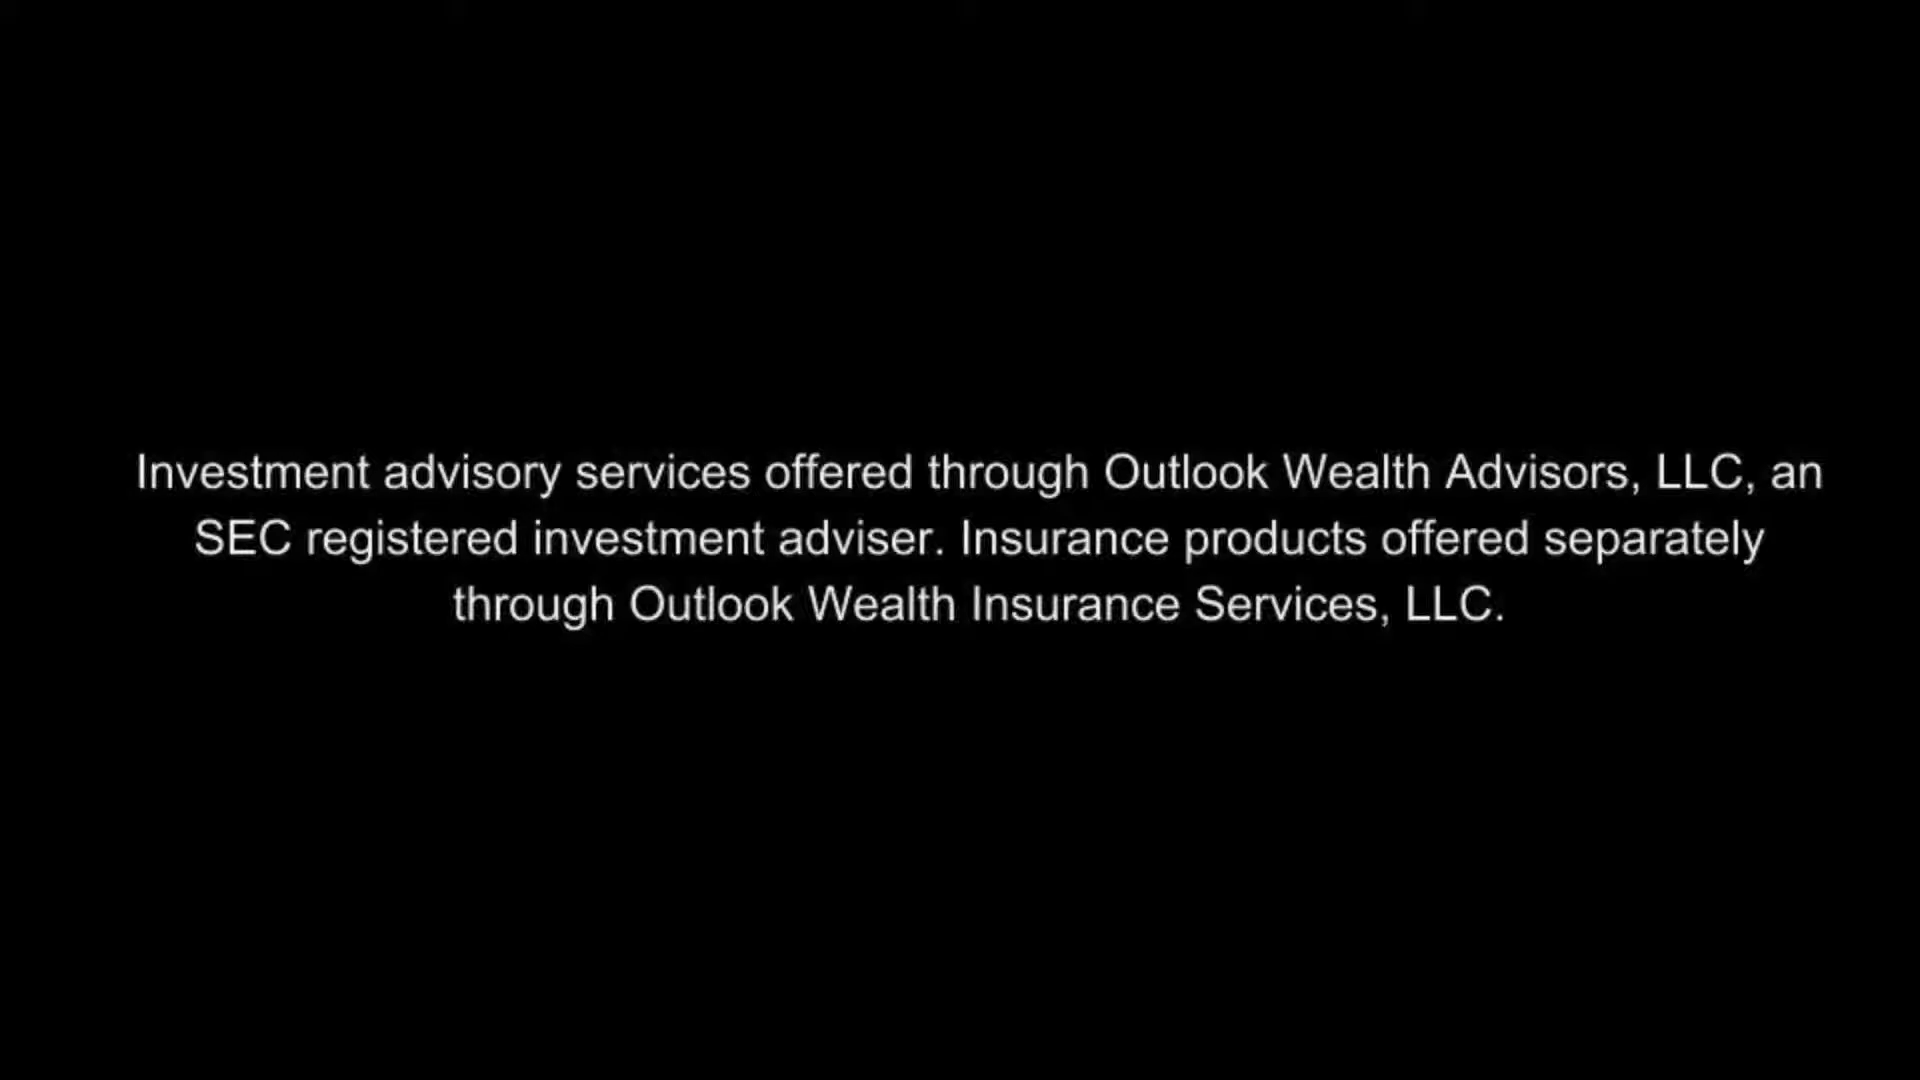 Investment advisory services offered through Outlook Wealth Advisors, LLC, an
SEC registered investment adviser. Insurance products offered separately
through Outlook Wealth Insurance Services, LLC.